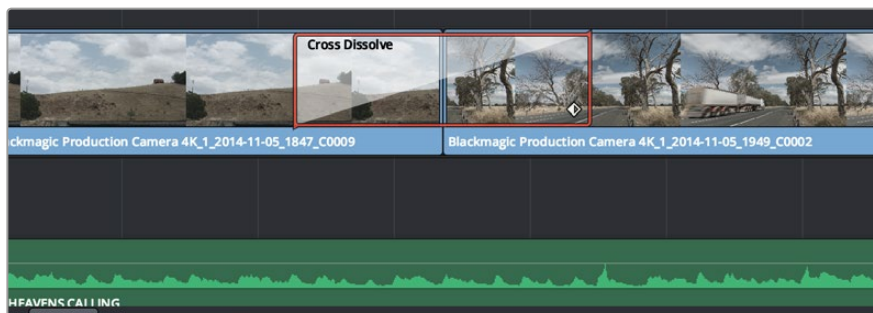 Cross Dissolve
ckmagic Production Camera 4K_1_2014-11-05_1847_C0009
Blackmagic Production Camera 4K_1_2014-11-05_1949_C0002
HEAVENS CALLING